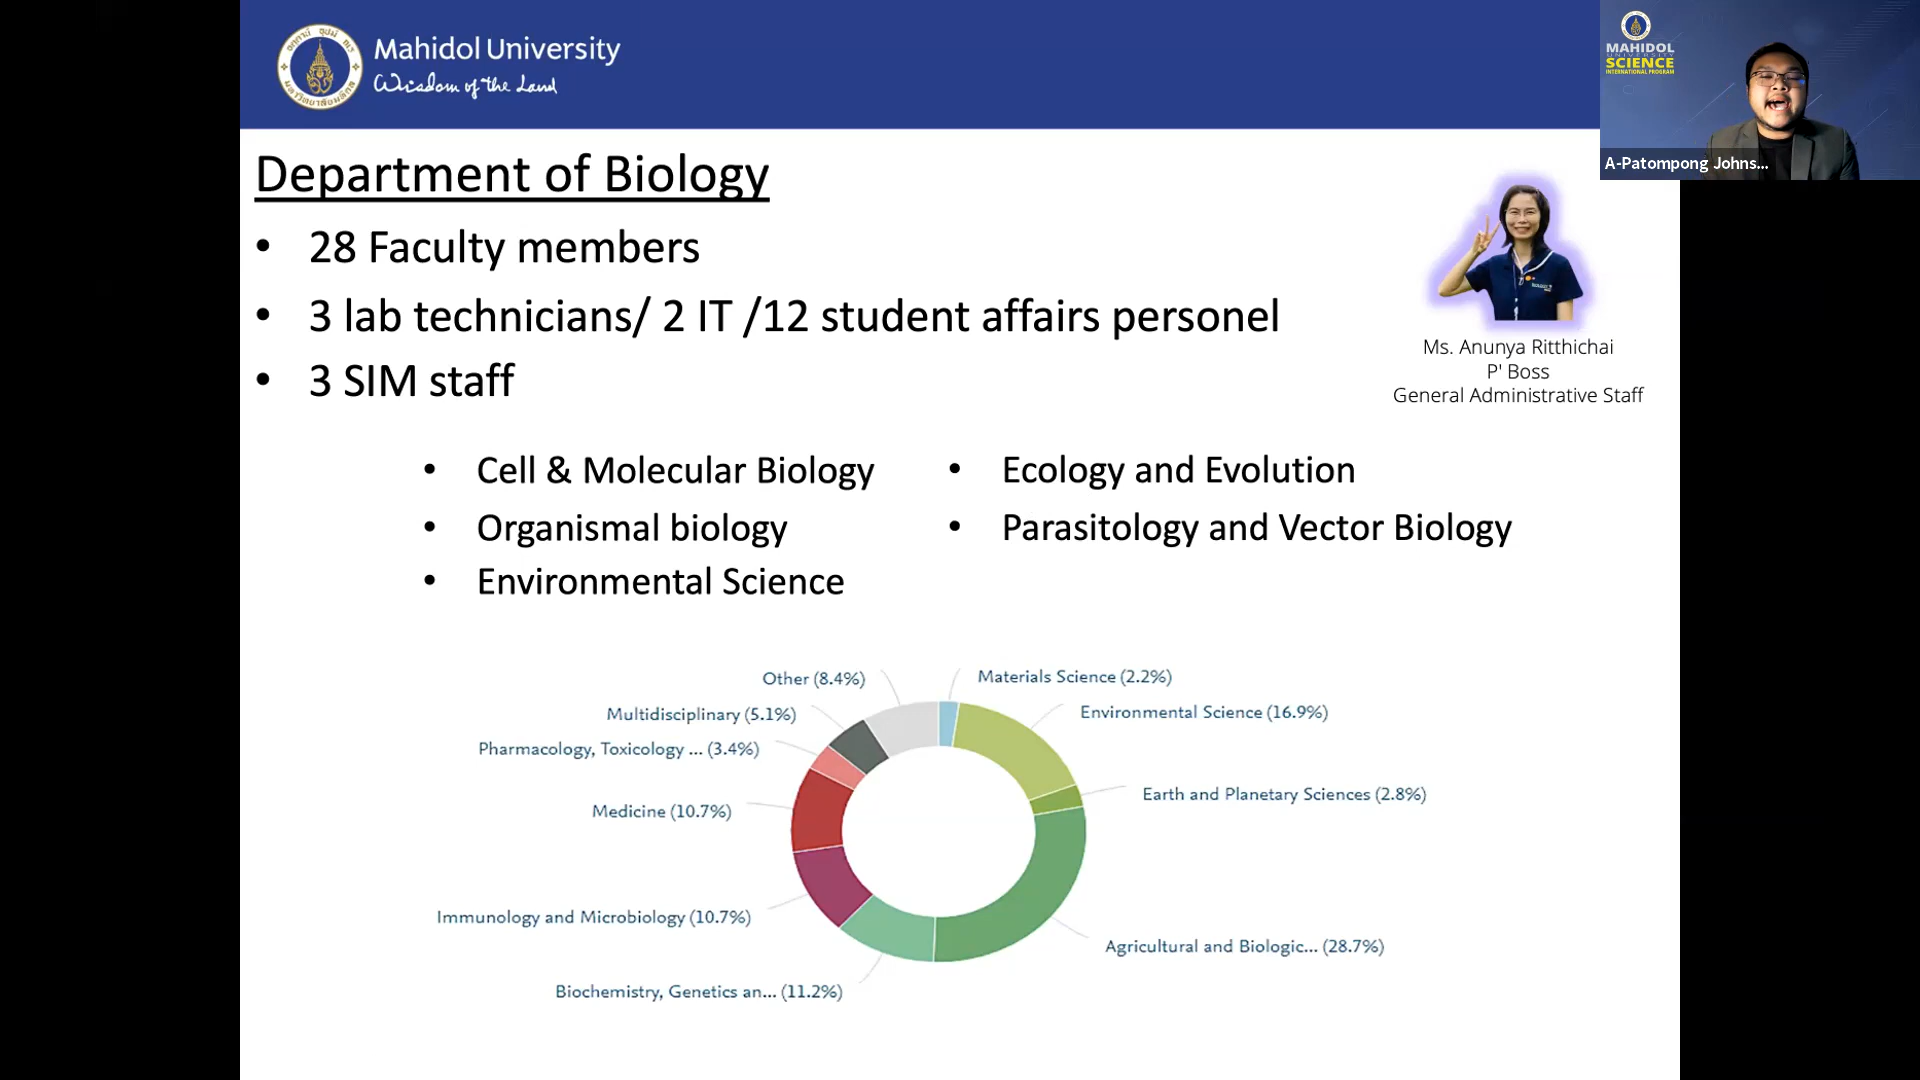 Mahidol University
Wisdom of the Land
MAHIDOL
UNIVERSITY
SCIENCE
INTERNATIONAL PROGRAM
A-Patompong Johns...
Department of Biology
• 28 Faculty members
• 3 lab technicians/ 2 IT /12 student affairs personel
• 3 SIM staff
Ms. Anunya Ritthichai
P' Boss
General Administrative Staff
• Cell & Molecular Biology
• Organismal biology
• Environmental Science
• Ecology and Evolution
• Parasitology and Vector Biology
Other (8.4%)
Materials Science (2.2%)
Multidisciplinary (5.1%)
Environmental Science (16.9%)
Pharmacology, Toxicology ... (3.4%)
Earth and Planetary Sciences (2.8%)
Medicine (10.7%)
Immunology and Microbiology (10.7%)
Agricultural and Biologic... (28.7%)
Biochemistry, Genetics an... (11.2%)